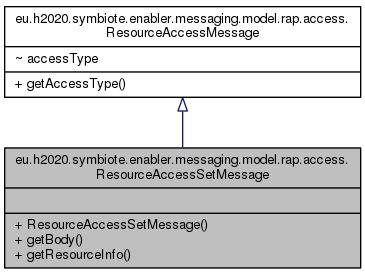 eu.h2020.symbiote.enabler.messaging.model.rap.access.
ResourceAccessMessage
~ accessType
+ getAccessType()
eu.h2020.symbiote.enabler.messaging.model.rap.access.
ResourceAccessSetMessage
+ ResourceAccessSetMessage()
+ getBody()
+ getResourceInfo()